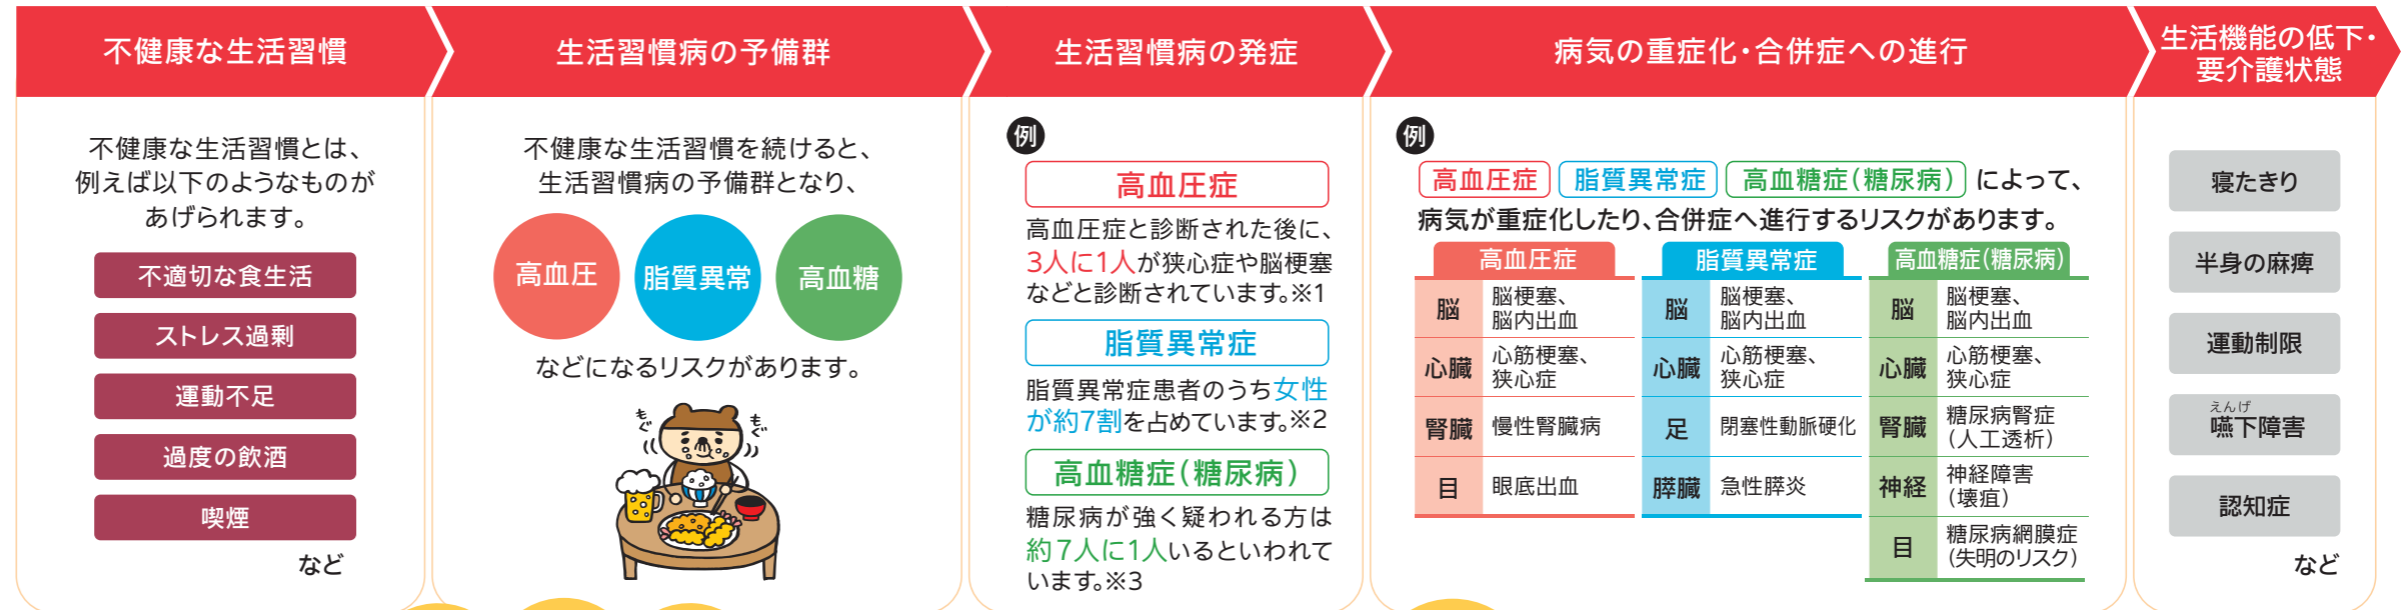 不健康な生活習慣
不健康な生活習慣とは、
例えば以下のようなものが
あげられます。
不適切な食生活
ストレス過剰
運動不足
過度の飲酒
喫煙
など
生活習慣病の予備群
不健康な生活習慣を続けると、
生活習慣病の予備群となり、
高血圧
脂質異常
高血糖
などになるリスクがあります。
もぐ
もぐ
生活習慣病の発症
例
高血圧症
高血圧症と診断された後に、
3人に1人が狭心症や脳梗塞
などと診断されています。※1
脂質異常症
脂質異常症患者のうち女性
が約7割を占めています。※2
高血糖症(糖尿病)
糖尿病が強く疑われる方は
約7人に1人いるといわれて
います。※3
病気の重症化・合併症への進行
例
高血圧症 脂質異常症 高血糖症(糖尿病) によって、
病気が重症化したり、合併症へ進行するリスクがあります。
高血圧症
脳 脳梗塞、
脳内出血
心臓 心筋梗塞、
狭心症
腎臓 慢性腎臓病
目 眼底出血
脂質異常症
脳 脳梗塞、
脳内出血
心臓 心筋梗塞、
狭心症
足 閉塞性動脈硬化
膵臓 急性膵炎
高血糖症(糖尿病)
脳 脳梗塞、
脳内出血
心臓 心筋梗塞、
狭心症
腎臓 糖尿病腎症
(人工透析)
神経 神経障害
(壊疽)
目 糖尿病網膜症
(失明のリスク)
生活機能の低下・
要介護状態
寝たきり
半身の麻痺
運動制限
えんげ
嚥下障害
認知症
など